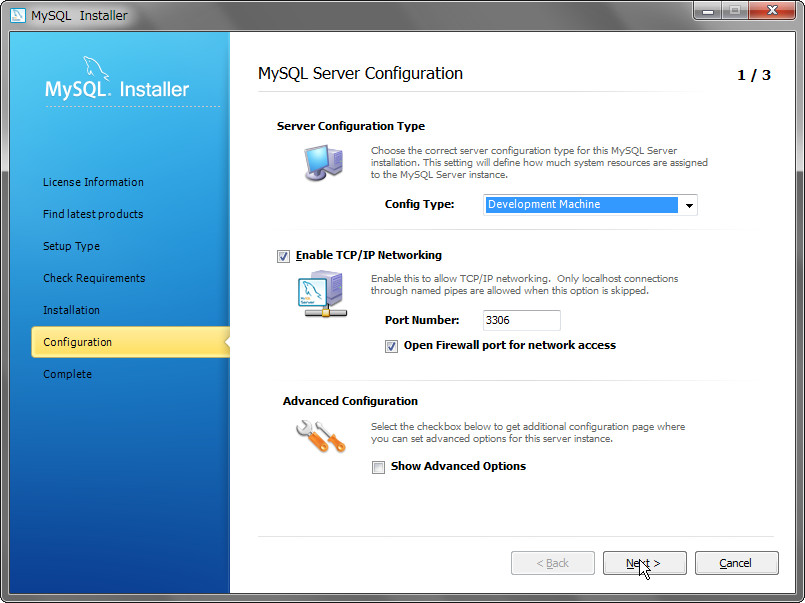 MySQL Installer
MySQL. Installer
License Information
Find latest products
Setup Type
Check Requirements
Installation
Configuration
Complete
MySQL Server Configuration
1 / 3
Server Configuration Type
Choose the correct server configuration type for this MySQL Server
installation. This setting will define how much system resources are assigned
to the MySQL Server instance.
Config Type:
Development Machine
Enable TCP/IP Networking
Enable this to allow TCP/IP networking. Only localhost connections
through named pipes are allowed when this option is skipped.
MySQL
Server
Port Number:
3306
Open Firewall port for network access
Advanced Configuration
Select the checkbox below to get additional configuration page where
you can set advanced options for this server instance.
Show Advanced Options
< Back
Next >
Cancel